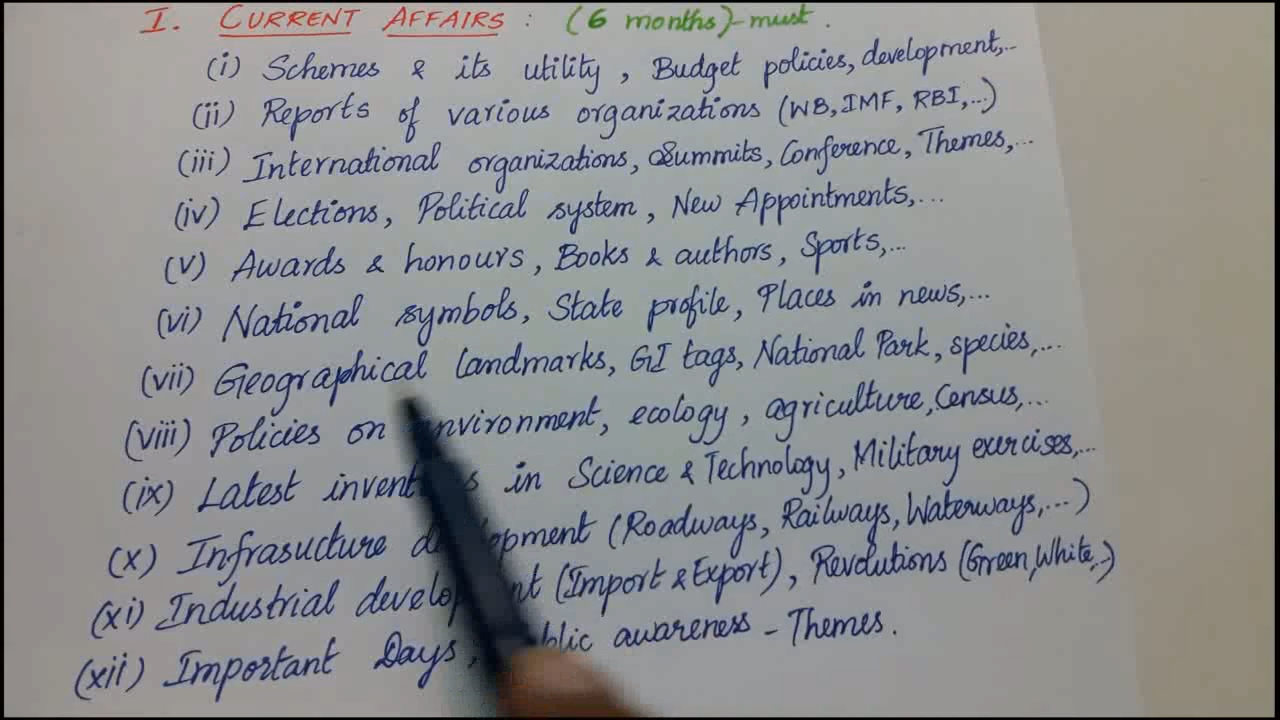 I. CURRENT AFFAIRS : (6 months)-must.
(i) Schemes & its utility, Budget policies, development,..
(ii) Reports of various organizations (WB, IMF, RBI,...)
(iii) International organizations, Summits, Conference, Themes,...
(iv) Elections, Political system, New Appointments,...
(v) Awards & honours, Books & authors, Sports,...
(vi) National symbols, State profile, Places in news,...
(vii) Geographical landmarks, GI tags, National Park, species,...
(viii) Policies on environment, ecology, agriculture, Census,...
(ix) Latest in Science & Technology, Military exercises,...
(x) Infrasucture development (Roadways, Railways, Waterways,...)
(xi) Industrial development (Import & Export), Revolutions (Green, White,..)
(xii) Important Days, awareness - Themes.